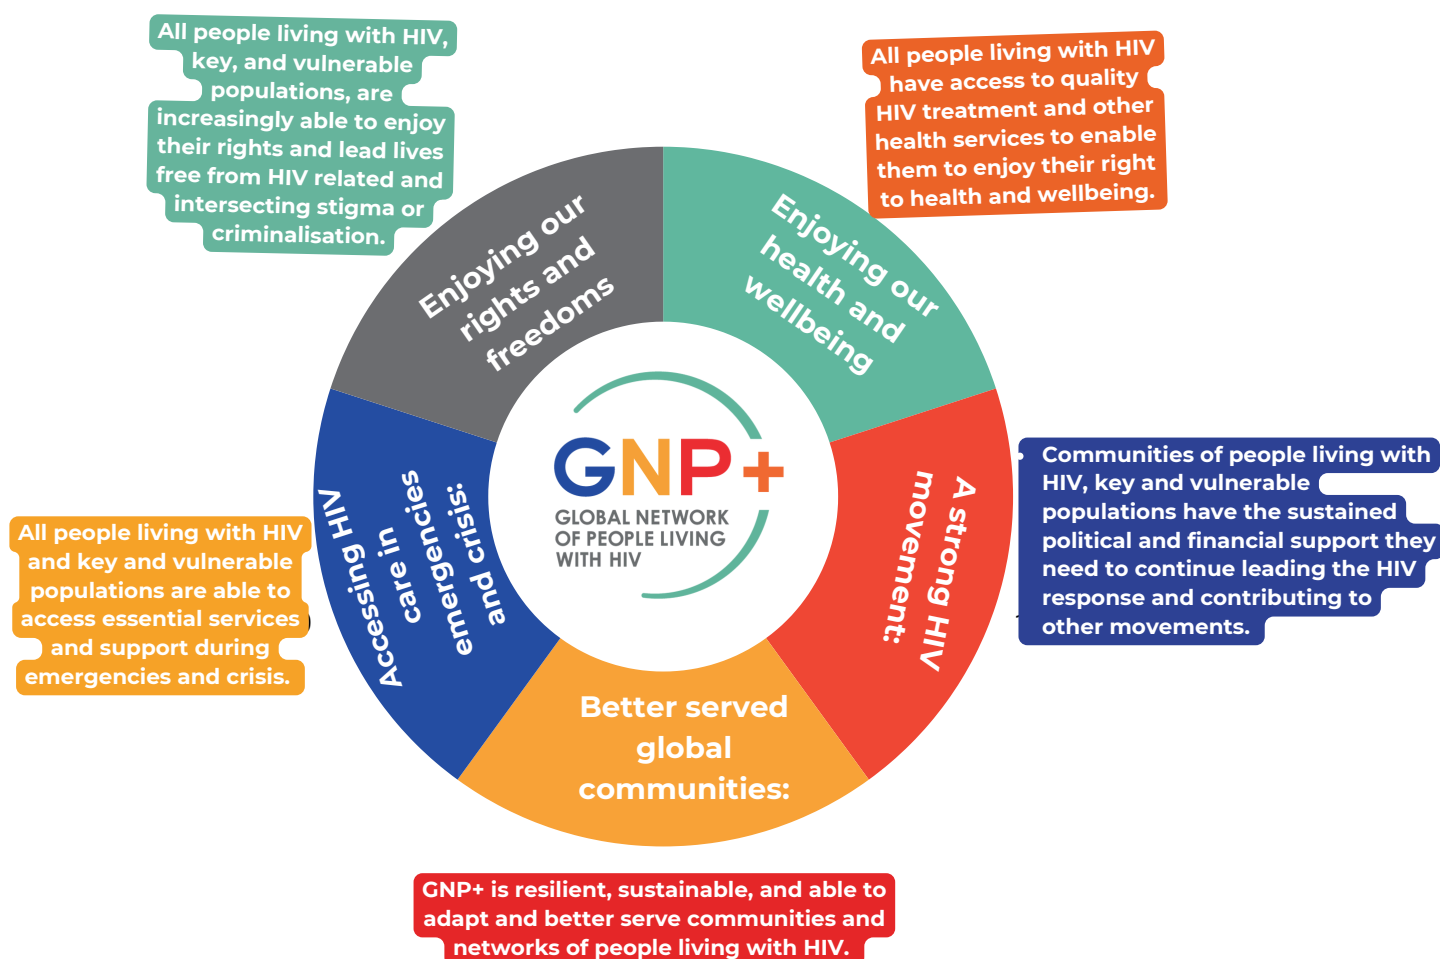 All people living with HIV,
key, and vulnerable
populations, are
increasingly able to enjoy
their rights and lead lives
free from HIV related and
intersecting stigma or
criminalisation.
All people living with HIV
have access to quality
HIV treatment and other
health services to enable
them to enjoy their right
to health and wellbeing.
Enjoying our
rights and
freedoms
Enjoying our
health and
wellbeing
GNP+
GLOBAL NETWORK
OF PEOPLE LIVING
WITH HIV
Accessing HIV
care in
emergencies
and crisis:
A strong HIV
movement:
• Communities of people living with
HIV, key and vulnerable
populations have the sustained
political and financial support they
need to continue leading the HIV
response and contributing to
other movements.
All people living with HIV
and key and vulnerable
populations are able to
access essential services
and support during
emergencies and crisis.
Better served
global
communities:
GNP+ is resilient, sustainable, and able to
adapt and better serve communities and
networks of people living with HIV.